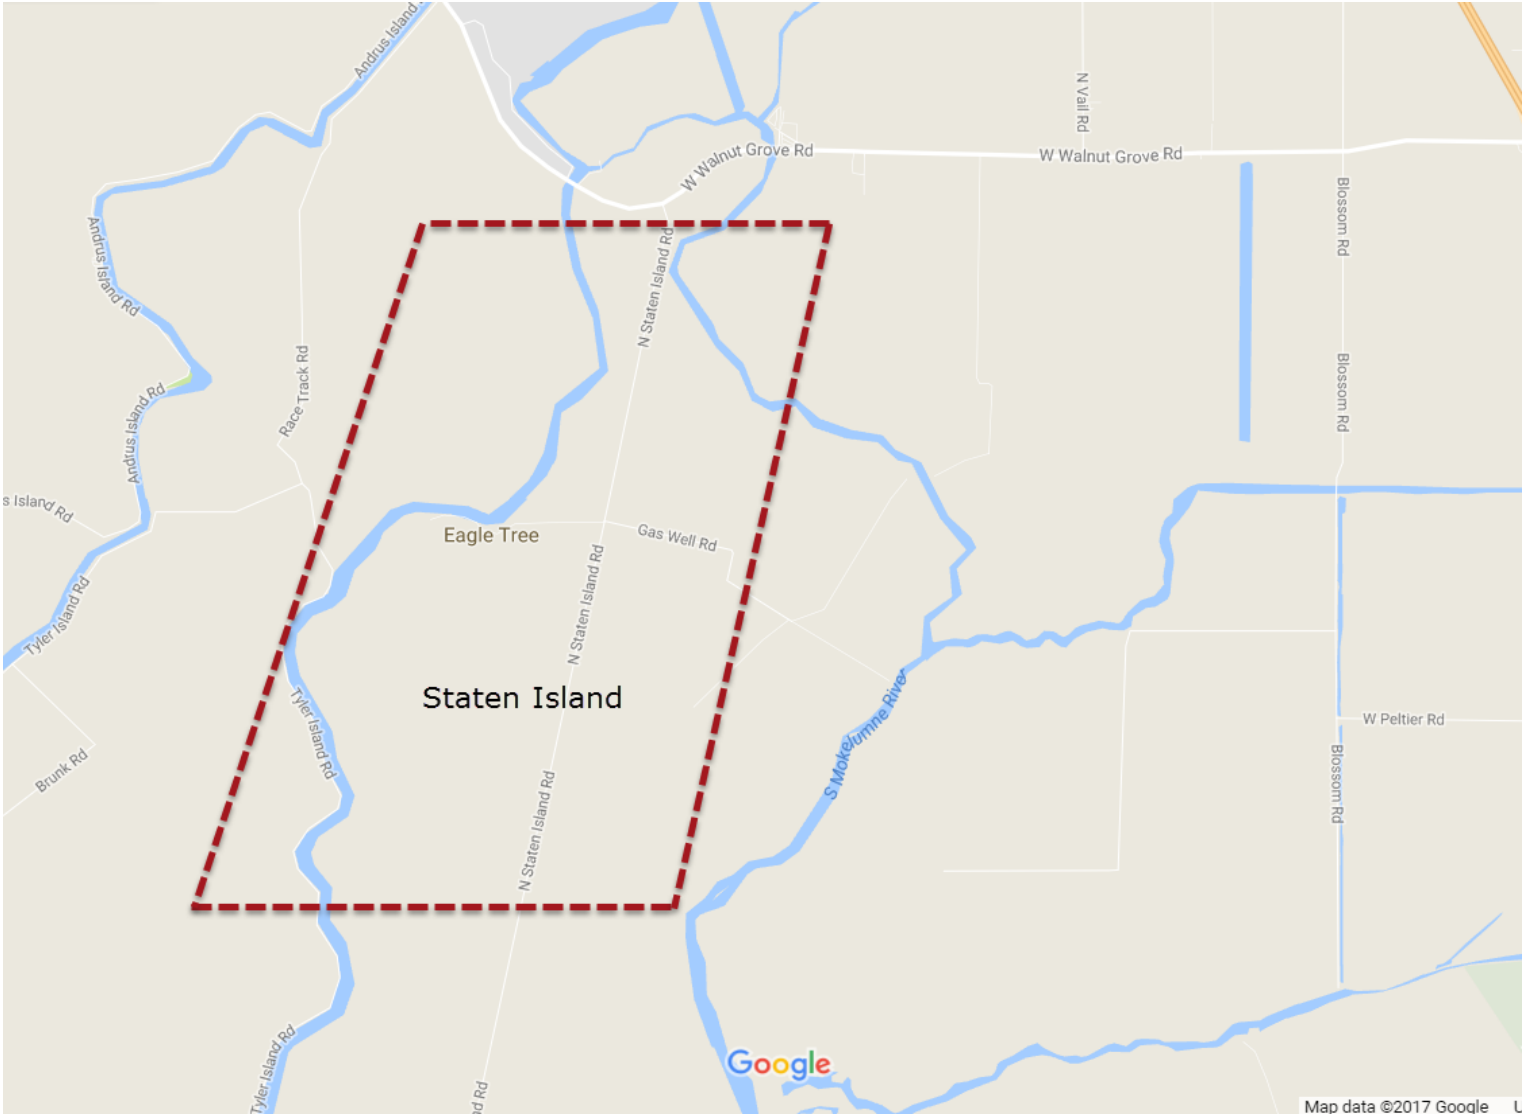 Andrus Island
N Vail Rd
W Walnut Grove Rd
W Walnut Grove Rd
Blossom Rd
Andrus Island Rd
N Staten Island Rd
Race Track Rd
Blossom Rd
Andrus Island Rd
s Island Rd
Eagle Tree
Gas Well Rd
N Staten Island Rd
Tyler Island Rd
Staten Island
S Mokelumne River
Tyler Island Rd
W Peltier Rd
Brunk Rd
Blossom Rd
N Staten Island Rd
Google
Tyler Island Rd
d Rd
Map data ©2017 Google U